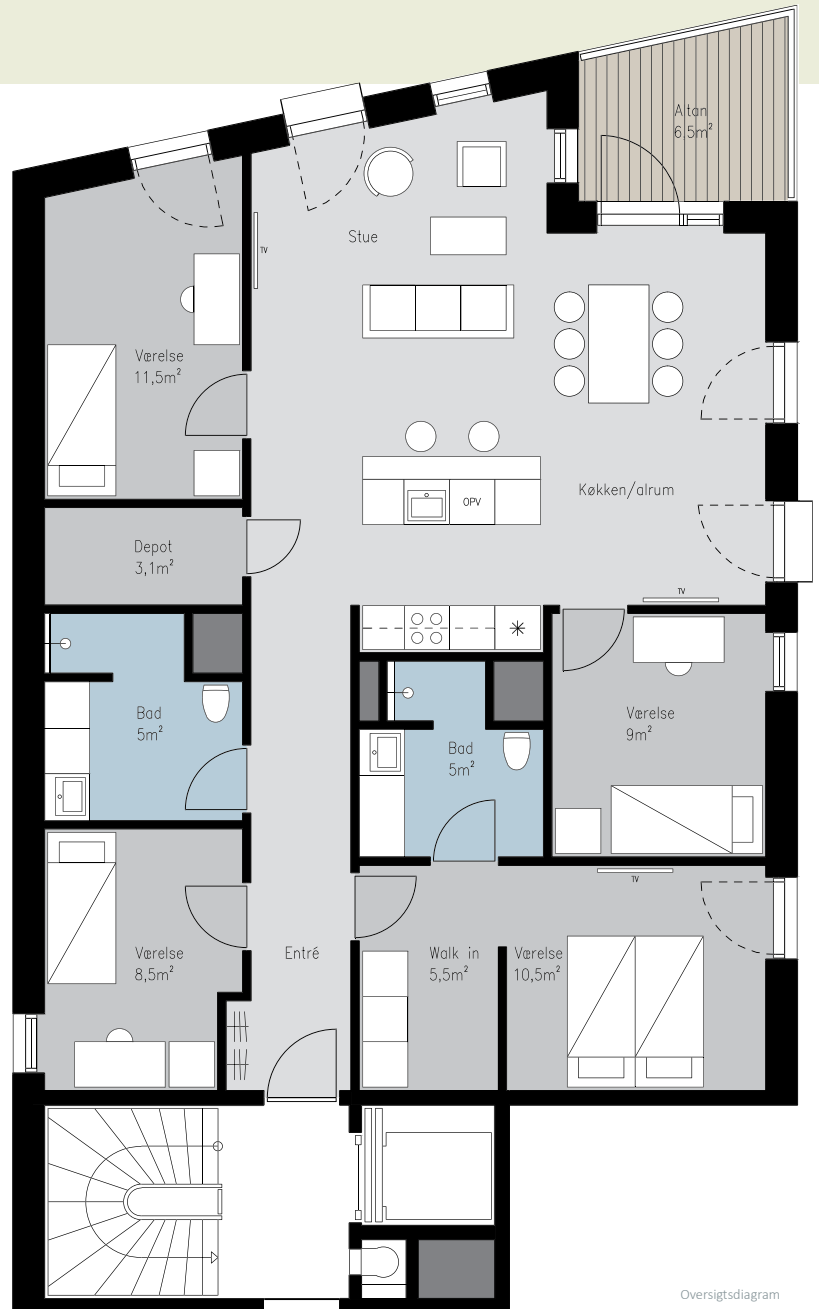 Altan
6.5m²
Stue
TV
Værelse
11,5m²
OPV
Køkken/alrum
Depot
3,1m²
TV
Bad
5m²
Værelse
9m²
Bad
5m²
TV
Værelse
8,5m²
Entré
Walk in
5,5m²
Værelse
10,5m²
Oversigtsdiagram